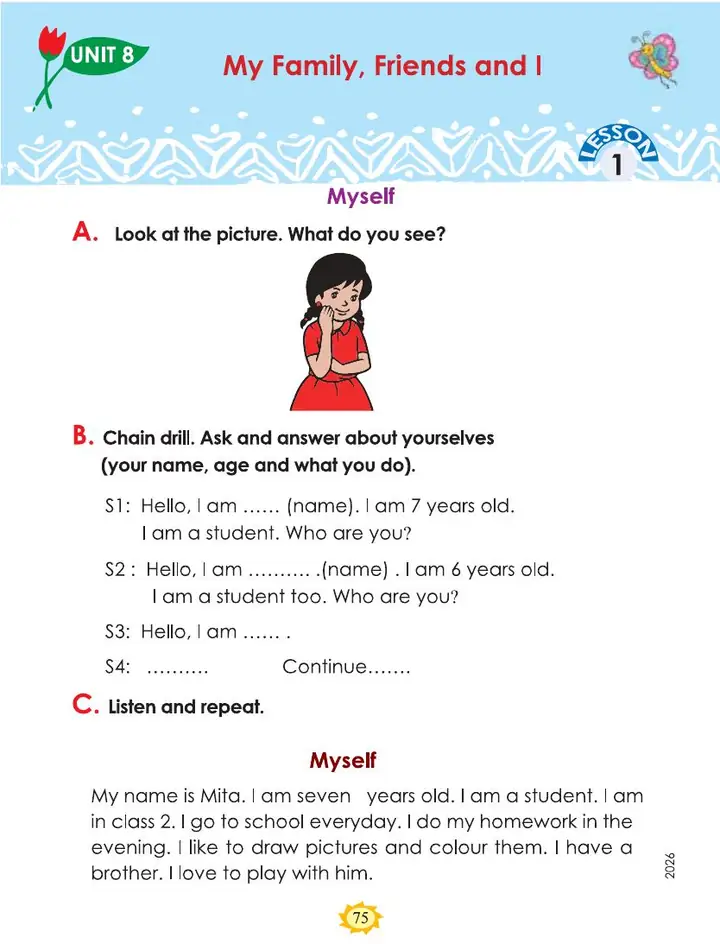 UNIT 8
My Family, Friends and I
LESSON
1
Myself
A. Look at the picture. What do you see?
B. Chain drill. Ask and answer about yourselves
(your name, age and what you do).
S1: Hello, I am ...... (name). I am 7 years old.
I am a student. Who are you?
S2 : Hello, I am .......... .(name) . I am 6 years old.
I am a student too. Who are you?
S3: Hello, I am ...... .
S4: .......... Continue.......
C. Listen and repeat.
Myself
My name is Mita. I am seven years old. I am a student. I am
in class 2. I go to school everyday. I do my homework in the
evening. I like to draw pictures and colour them. I have a
brother. I love to play with him.
2026
75